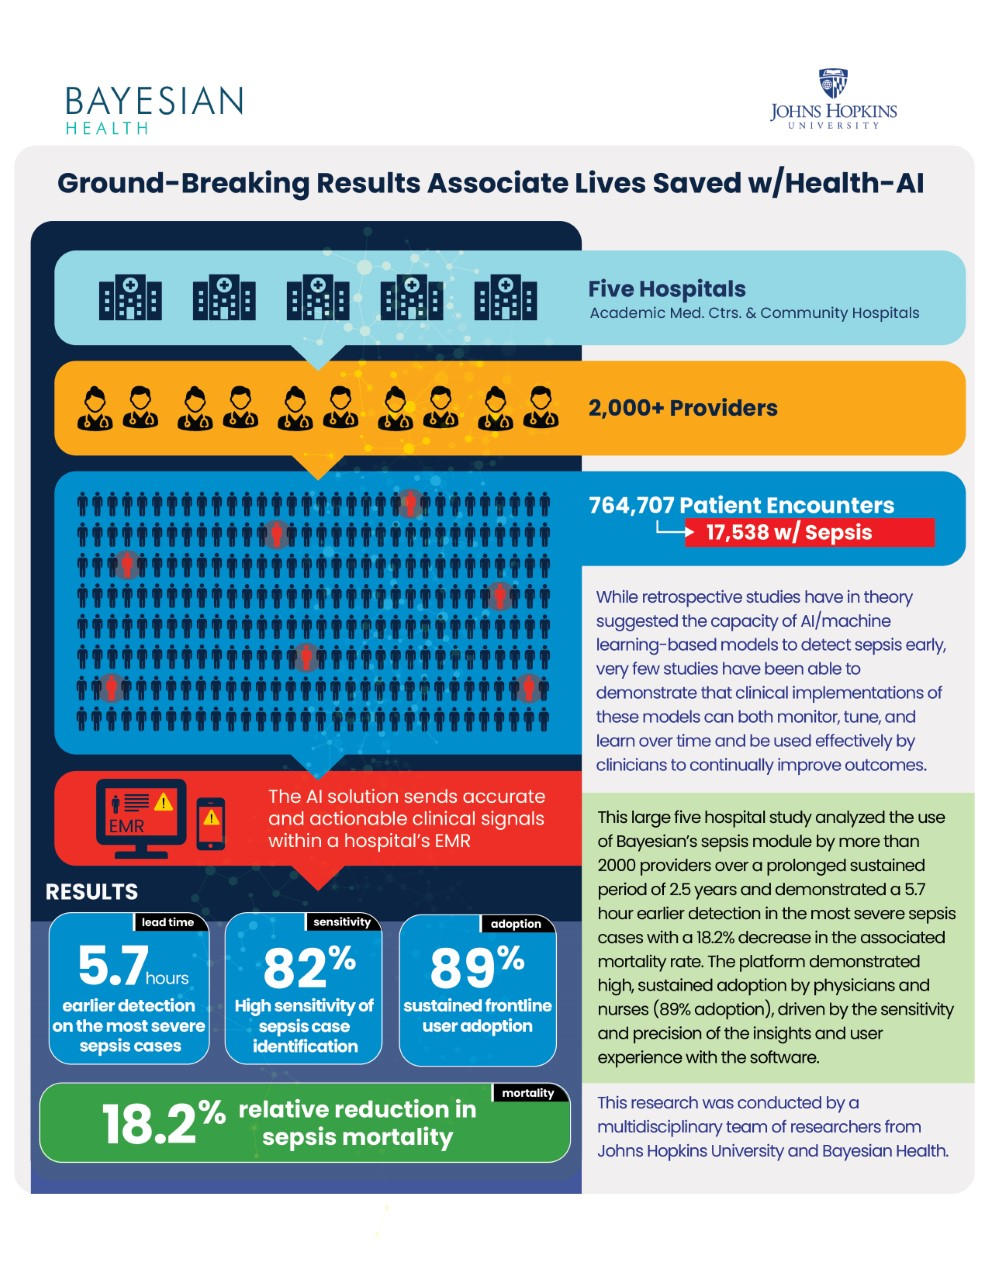 BAYESIAN
HEALTH
JOHNS HOPKINS
UNIVERSITY
Ground-Breaking Results Associate Lives Saved w/Health-AI
Five Hospitals
Academic Med. Ctrs. & Community Hospitals
2,000+ Providers
764,707 Patient Encounters
17,538 w/ Sepsis
While retrospective studies have in theory
suggested the capacity of AI/machine
learning-based models to detect sepsis early,
very few studies have been able to
demonstrate that clinical implementations of
these models can both monitor, tune, and
learn over time and be used effectively by
clinicians to continually improve outcomes.
EMR
The AI solution sends accurate
and actionable clinical signals
within a hospital's EMR
This large five hospital study analyzed the use
of Bayesian's sepsis module by more than
2000 providers over a prolonged sustained
period of 2.5 years and demonstrated a 5.7
hour earlier detection in the most severe sepsis
cases with a 18.2% decrease in the associated
mortality rate. The platform demonstrated
high, sustained adoption by physicians and
nurses (89% adoption), driven by the sensitivity
and precision of the insights and user
experience with the software.
RESULTS
lead time
5.7 hours
earlier detection
on the most severe
sepsis cases
sensitivity
82%
High sensitivity of
sepsis case
identification
adoption
89%
sustained frontline
user adoption
mortality
18.2% relative reduction in
sepsis mortality
This research was conducted by a
multidisciplinary team of researchers from
Johns Hopkins University and Bayesian Health.